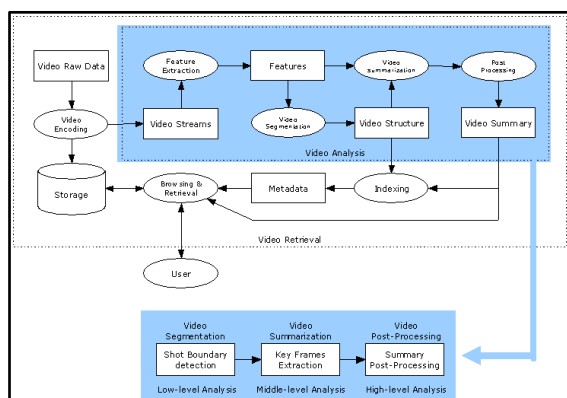 Video Raw Data
Feature
Extraction
Features
Video
Summarization
Post
Processing
Video
Encoding
Video Streams
Video
Segmentation
Video Structure
Video Summary
Video Analysis
Storage
Browsing &
Retrieval
Metadata
Indexing
Video Retrieval
User
Video
Segmentation
Video
Summarization
Video
Post-Processing
Shot Boundary
detection
Key Frames
Extraction
Summary
Post-Processing
Low-level Analysis
Middle-level Analysis
High-level Analysis